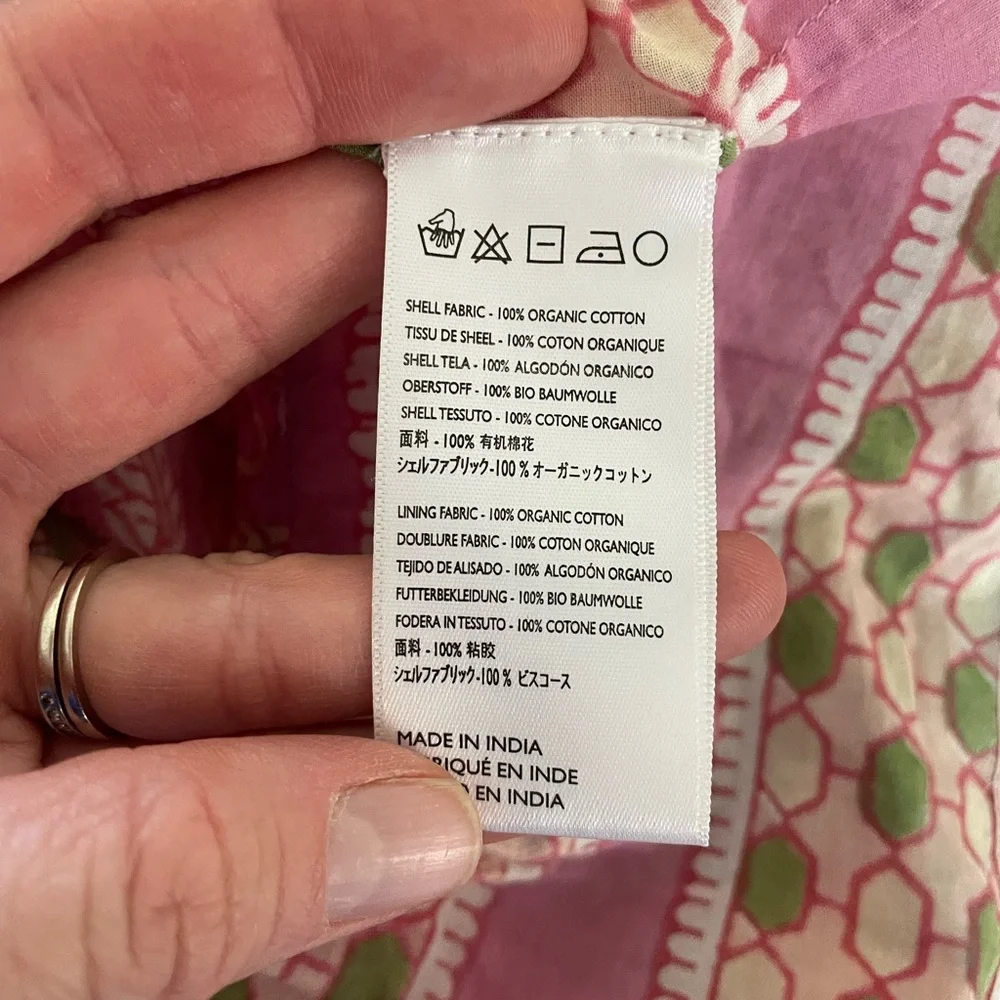 SHELL FABRIC - 100% ORGANIC COTTON
TISSU DE SHEEL - 100% COTON ORGANIQUE
SHELL TELA - 100% ALGODÓN ORGANICO
OBERSTOFF - 100% BIO BAUMWOLLE
SHELL TESSUTO - 100% COTONE ORGANICO
面料 - 100% 有机棉花
シェルファブリック-100 % オーガニックコットン
LINING FABRIC - 100% ORGANIC COTTON
DOUBLURE FABRIC - 100% COTON ORGANIQUE
TEJIDO DE ALISADO - 100% ALGODÓN ORGANICO
FUTTERBEKLEIDUNG - 100% BIO BAUMWOLLE
FODERA IN TESSUTO - 100% COTONE ORGANICO
面料 - 100% 粘胶
シェルファブリック-100 % ビスコース
MADE IN INDIA
RIQUÉ EN INDE
EN INDIA